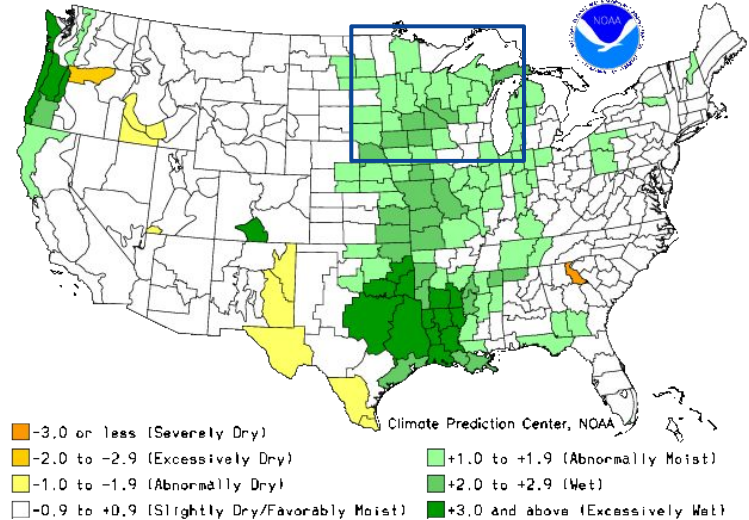 NOAA
Climate Prediction Center, NOAA
-3.0 or less (Severely Dry)
-2.0 to -2.9 (Excessively Dry)
-1.0 to -1.9 (Abnormally Dry)
-0.9 to +0.9 (Slightly Dry/Favorably Moist)
+1.0 to +1.9 (Abnormally Moist)
+2.0 to +2.9 (Wet)
+3.0 and above (Excessively Wet)